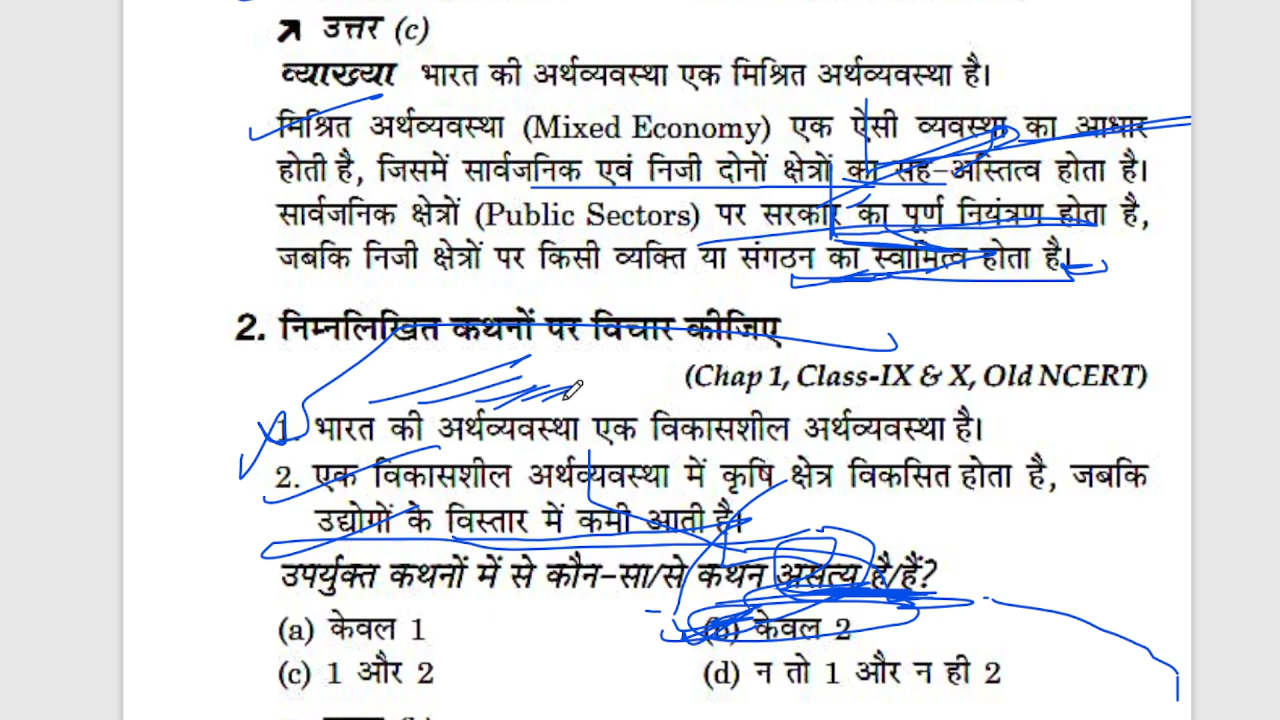 उत्तर (c)
व्याख्या भारत की अर्थव्यवस्था एक मिश्रित अर्थव्यवस्था है।
मिश्रित अर्थव्यवस्था (Mixed Economy) एक ऐसी व्यवस्था का आधार
होती है, जिसमें सार्वजनिक एवं निजी दोनों क्षेत्रों का सह-अस्तित्व होता है।
सार्वजनिक क्षेत्रों (Public Sectors) पर सरकार का पूर्ण नियंत्रण होता है,
जबकि निजी क्षेत्रों पर किसी व्यक्ति या संगठन का स्वामित्व होता है।
2. निम्नलिखित कथनों पर विचार कीजिए
(Chap 1, Class-IX & X, Old NCERT)
1. भारत की अर्थव्यवस्था एक विकासशील अर्थव्यवस्था है।
2. एक विकासशील अर्थव्यवस्था में कृषि क्षेत्र विकसित होता है, जबकि
उद्योगों के विस्तार में कमी आती है।
उपर्युक्त कथनों में से कौन-सा/से कथन असत्य है/हैं?
(a) केवल 1 (b) केवल 2
(c) 1 और 2 (d) न तो 1 और न ही 2